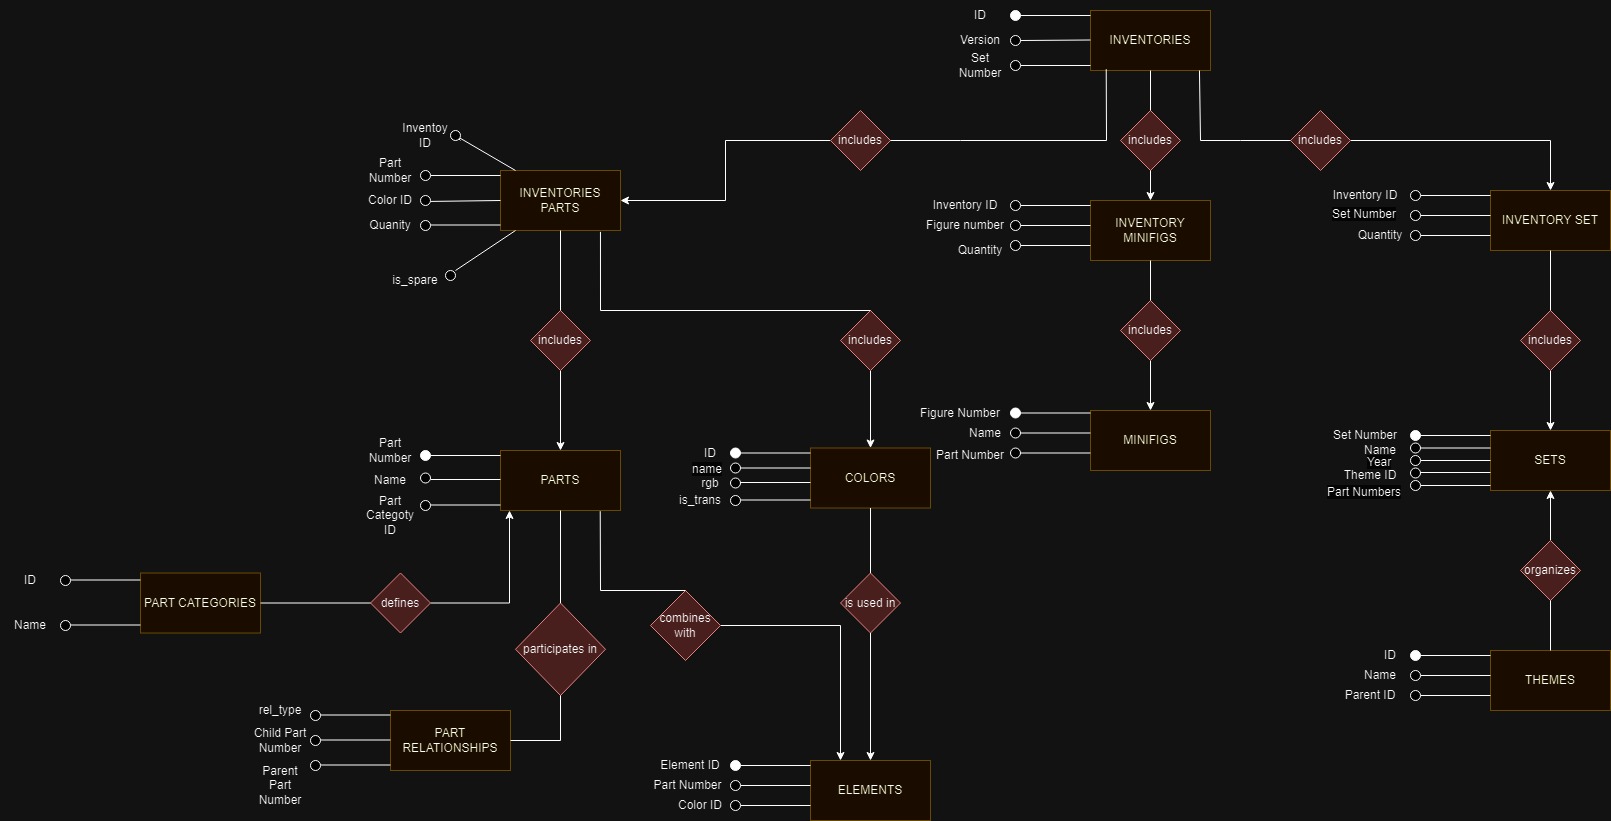 ID
Version
Set
Number
INVENTORIES
includes
includes
includes
Inventoy
ID
Part
Number
Color ID
Quanity
is_spare
INVENTORIES
PARTS
Inventory ID
Figure number
Quantity
INVENTORY
MINIFIGS
Inventory ID
Set Number
Quantity
INVENTORY SET
includes
includes
includes
includes
Part
Number
Name
Part
Categoty
ID
PARTS
ID
name
rgb
is_trans
COLORS
Figure Number
Name
Part Number
MINIFIGS
Set Number
Name
Year
Theme ID
Part Numbers
SETS
ID
Name
PART CATEGORIES
defines
participates in
combines
with
is used in
organizes
rel_type
Child Part
Number
Parent
Part
Number
PART
RELATIONSHIPS
Element ID
Part Number
Color ID
ELEMENTS
ID
Name
Parent ID
THEMES